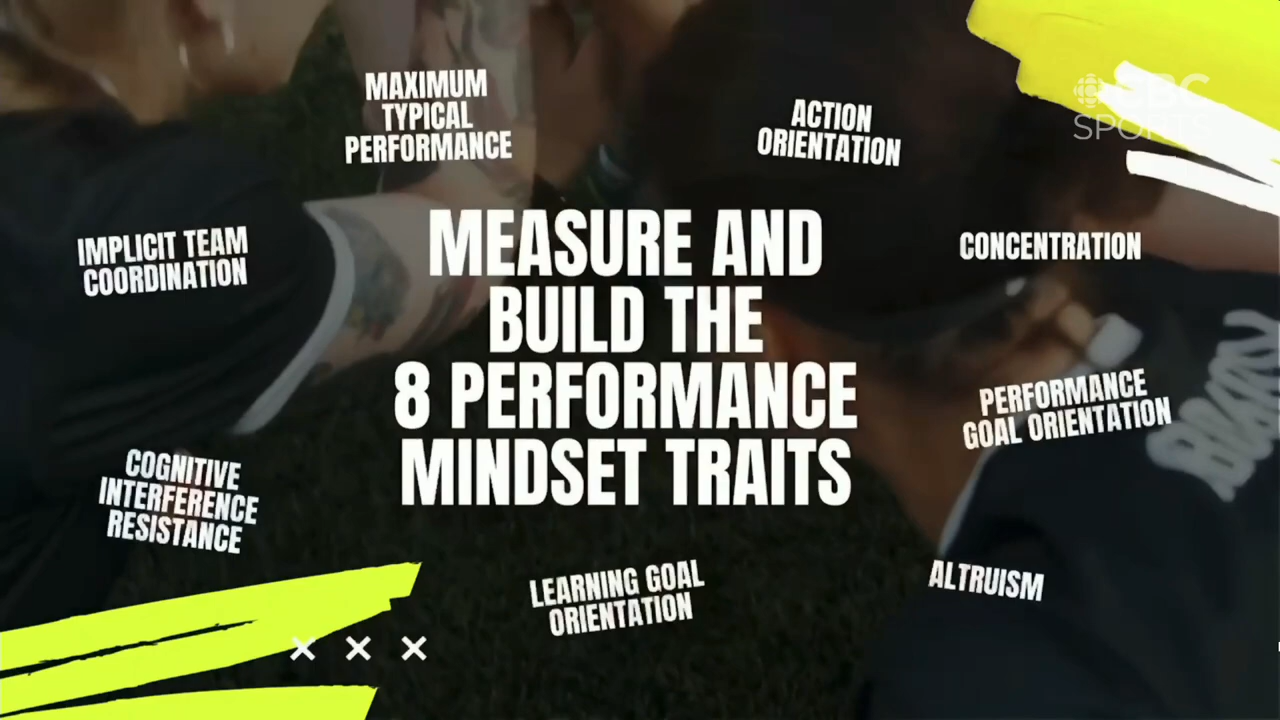 MAXIMUM
TYPICAL
PERFORMANCE
ACTION
ORIENTATION
CBC
SPORTS
IMPLICIT TEAM
COORDINATION
MEASURE AND
BUILD THE
8 PERFORMANCE
MINDSET TRAITS
CONCENTRATION
PERFORMANCE
GOAL ORIENTATION
COGNITIVE
INTERFERENCE
RESISTANCE
LEARNING GOAL
ORIENTATION
ALTRUISM